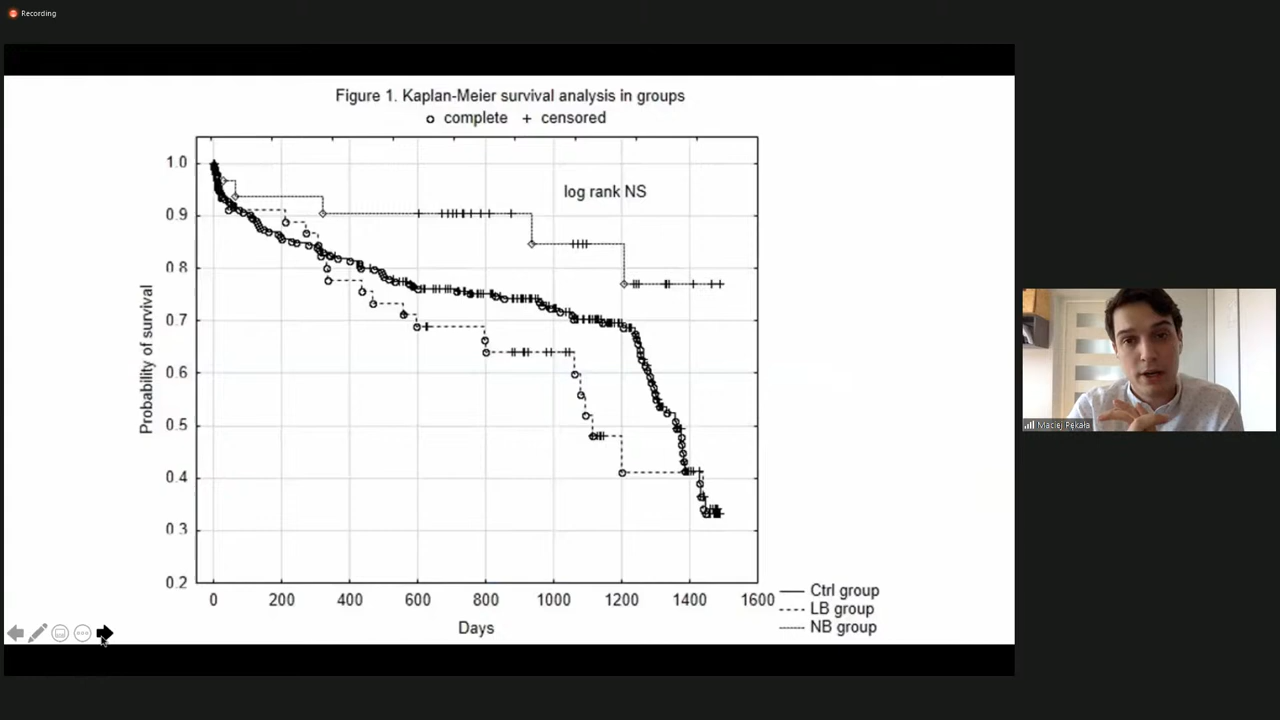 Recording
Figure 1. Kaplan-Meier survival analysis in groups
complete + censored
log rank NS
Probability of survival
1.0
0.9
0.8
0.7
0.6
0.5
0.4
0.3
0.2
0 200 400 600 800 1000 1200 1400 1600
Days
Ctrl group
LB group
NB group
Maciej Pękała